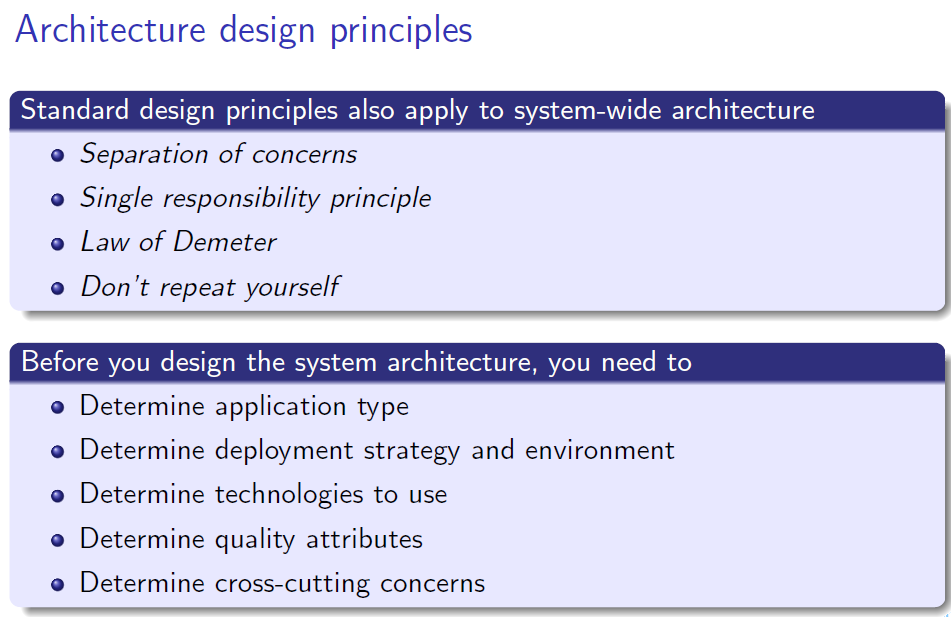 Architecture design principles
Standard design principles also apply to system-wide architecture
Separation of concerns
Single responsibility principle
Law of Demeter
Don't repeat yourself
Before you design the system architecture, you need to
Determine application type
Determine deployment strategy and environment
Determine technologies to use
Determine quality attributes
Determine cross-cutting concerns